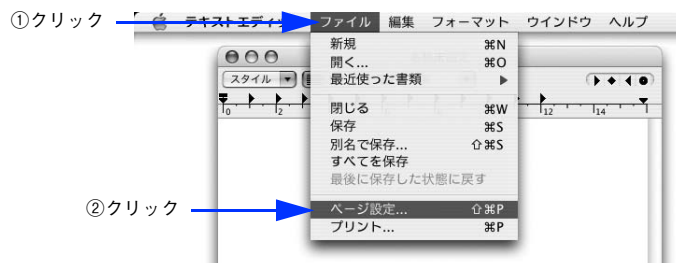 ①クリック
テキストエディット ファイル 編集 フォーマット ウインドウ ヘルプ
新規 ⌘N
開く... ⌘O
最近使った書類 ▶
閉じる ⌘W
保存 ⌘S
別名で保存... ⇧⌘S
すべてを保存
最後に保存した状態に戻す
②クリック
ページ設定... ⇧⌘P
プリント... ⌘P
スタイル
0 2 12 14